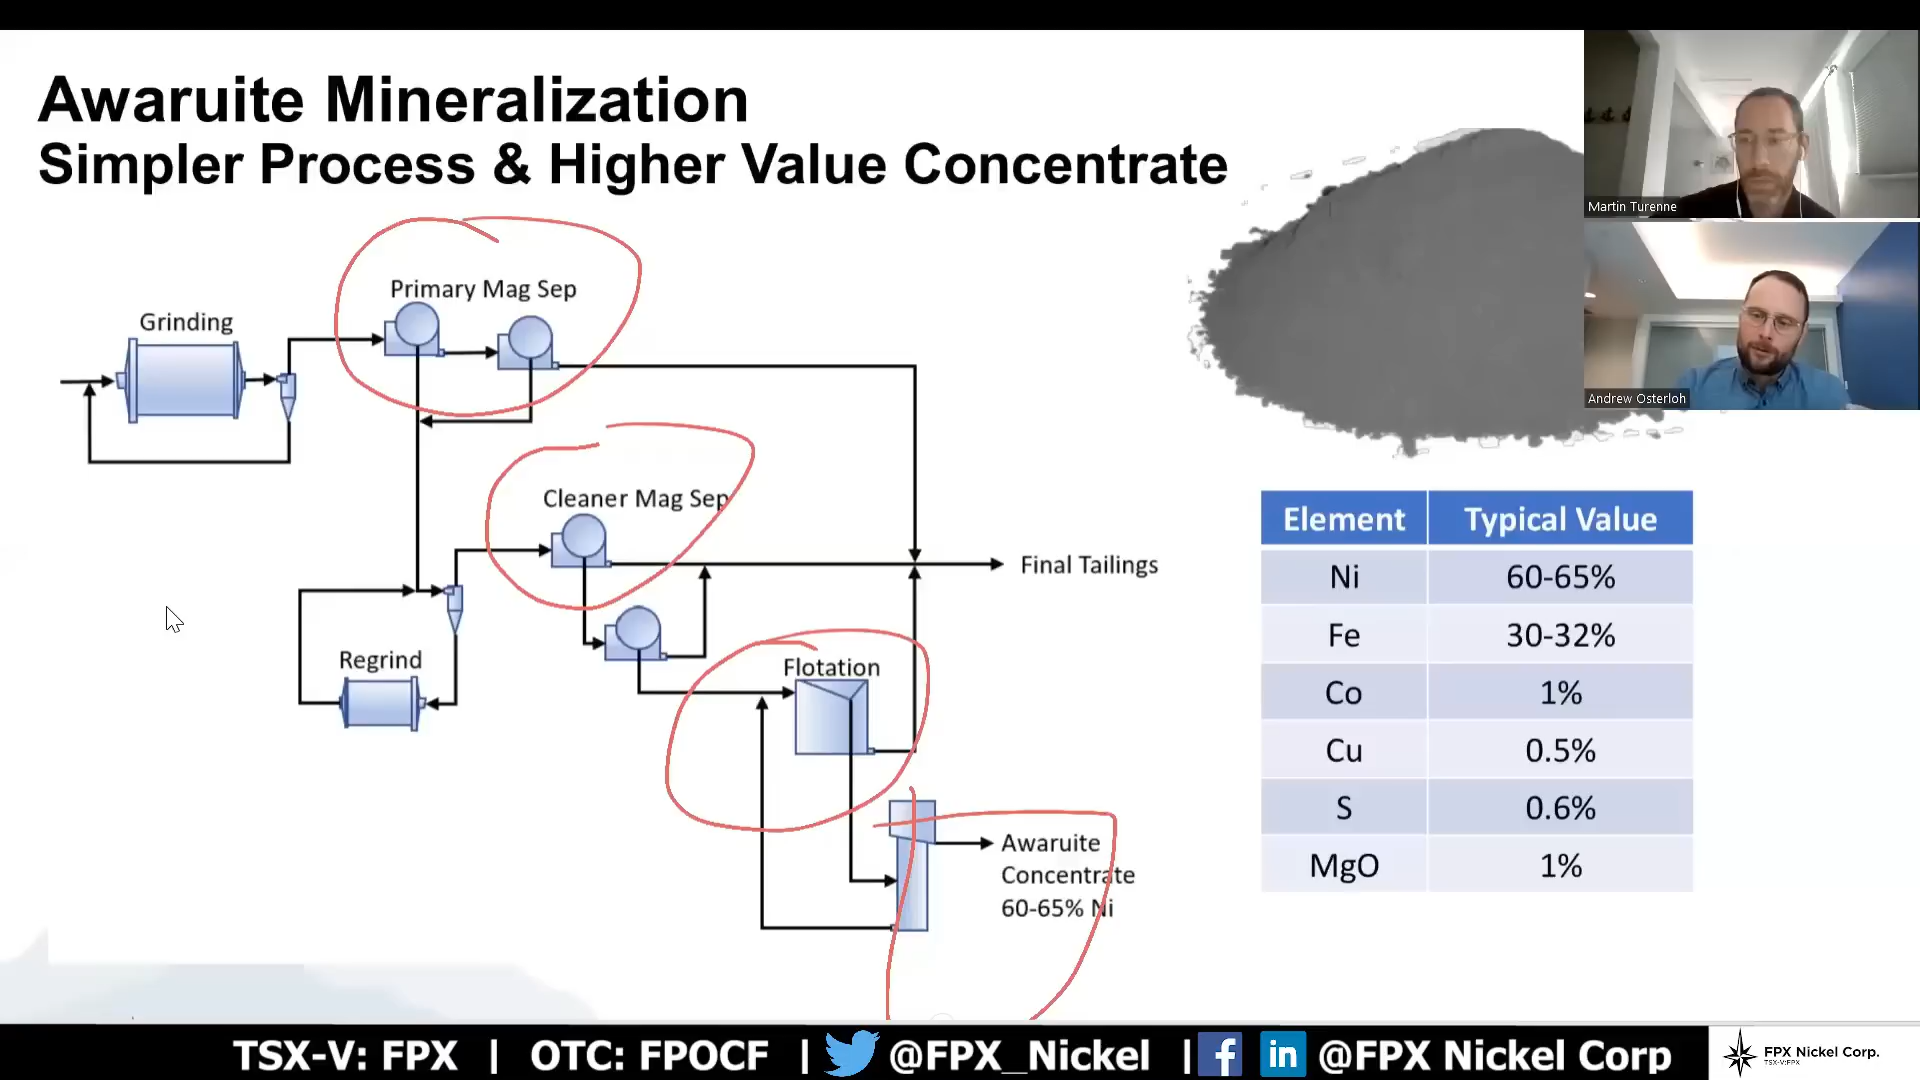 Awaruite Mineralization
Simpler Process & Higher Value Concentrate
Martin Turenne
Andrew Osterloh
Primary Mag Sep
Grinding
Cleaner Mag Sep
Final Tailings
Regrind
Flotation
Awaruite
Concentrate
60-65% Ni
Element Typical Value
Ni 60-65%
Fe 30-32%
Co 1%
Cu 0.5%
S 0.6%
MgO 1%
TSX-V: FPX | OTC: FPOCF | @FPX_Nickel | f in @FPX Nickel Corp
FPX Nickel Corp.
TSX-V:FPX